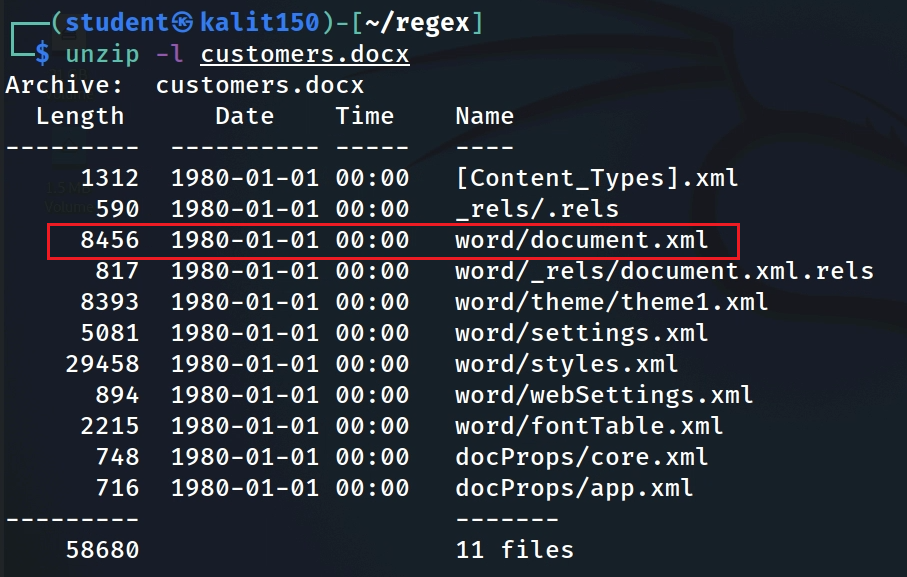 ┌──(student㉿kalit150)-[~/regex]
└─$ unzip -l customers.docx
Archive:  customers.docx
  Length      Date    Time    Name
---------  ---------- -----   ----
     1312  1980-01-01 00:00   [Content_Types].xml
      590  1980-01-01 00:00   _rels/.rels
     8456  1980-01-01 00:00   word/document.xml
      817  1980-01-01 00:00   word/_rels/document.xml.rels
     8393  1980-01-01 00:00   word/theme/theme1.xml
     5081  1980-01-01 00:00   word/settings.xml
    29458  1980-01-01 00:00   word/styles.xml
      894  1980-01-01 00:00   word/webSettings.xml
     2215  1980-01-01 00:00   word/fontTable.xml
      748  1980-01-01 00:00   docProps/core.xml
      716  1980-01-01 00:00   docProps/app.xml
---------                     -------
    58680                     11 files